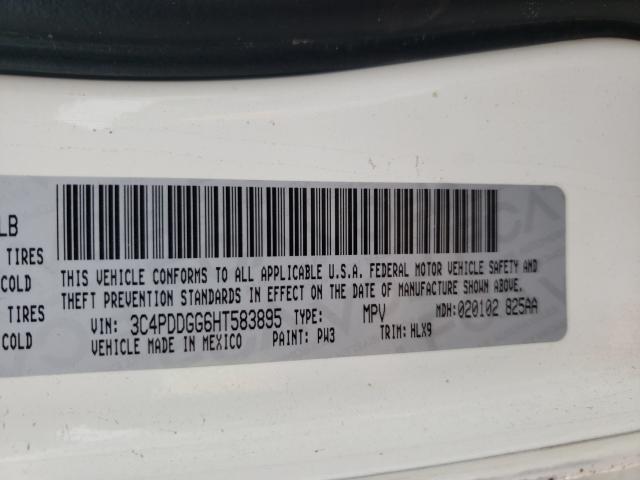 LB
TIRES
COLD
TIRES
COLD
THIS VEHICLE CONFORMS TO ALL APPLICABLE U.S.A. FEDERAL MOTOR VEHICLE SAFETY AND
THEFT PREVENTION STANDARDS IN EFFECT ON THE DATE OF MANUFACTURE SHOWN ABOVE.
VIN: 3C4PDDGG6HT583895 TYPE: MPV MDH:020102 825AA
VEHICLE MADE IN MEXICO PAINT: PW3 TRIM: HLX9